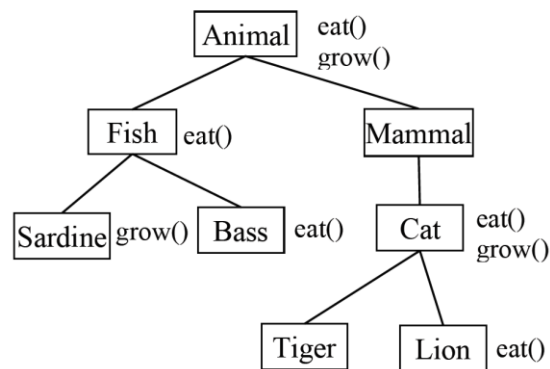 Animal
eat()
grow()
Fish
eat()
Mammal
Sardine
grow()
Bass
eat()
Cat
eat()
grow()
Tiger
Lion
eat()